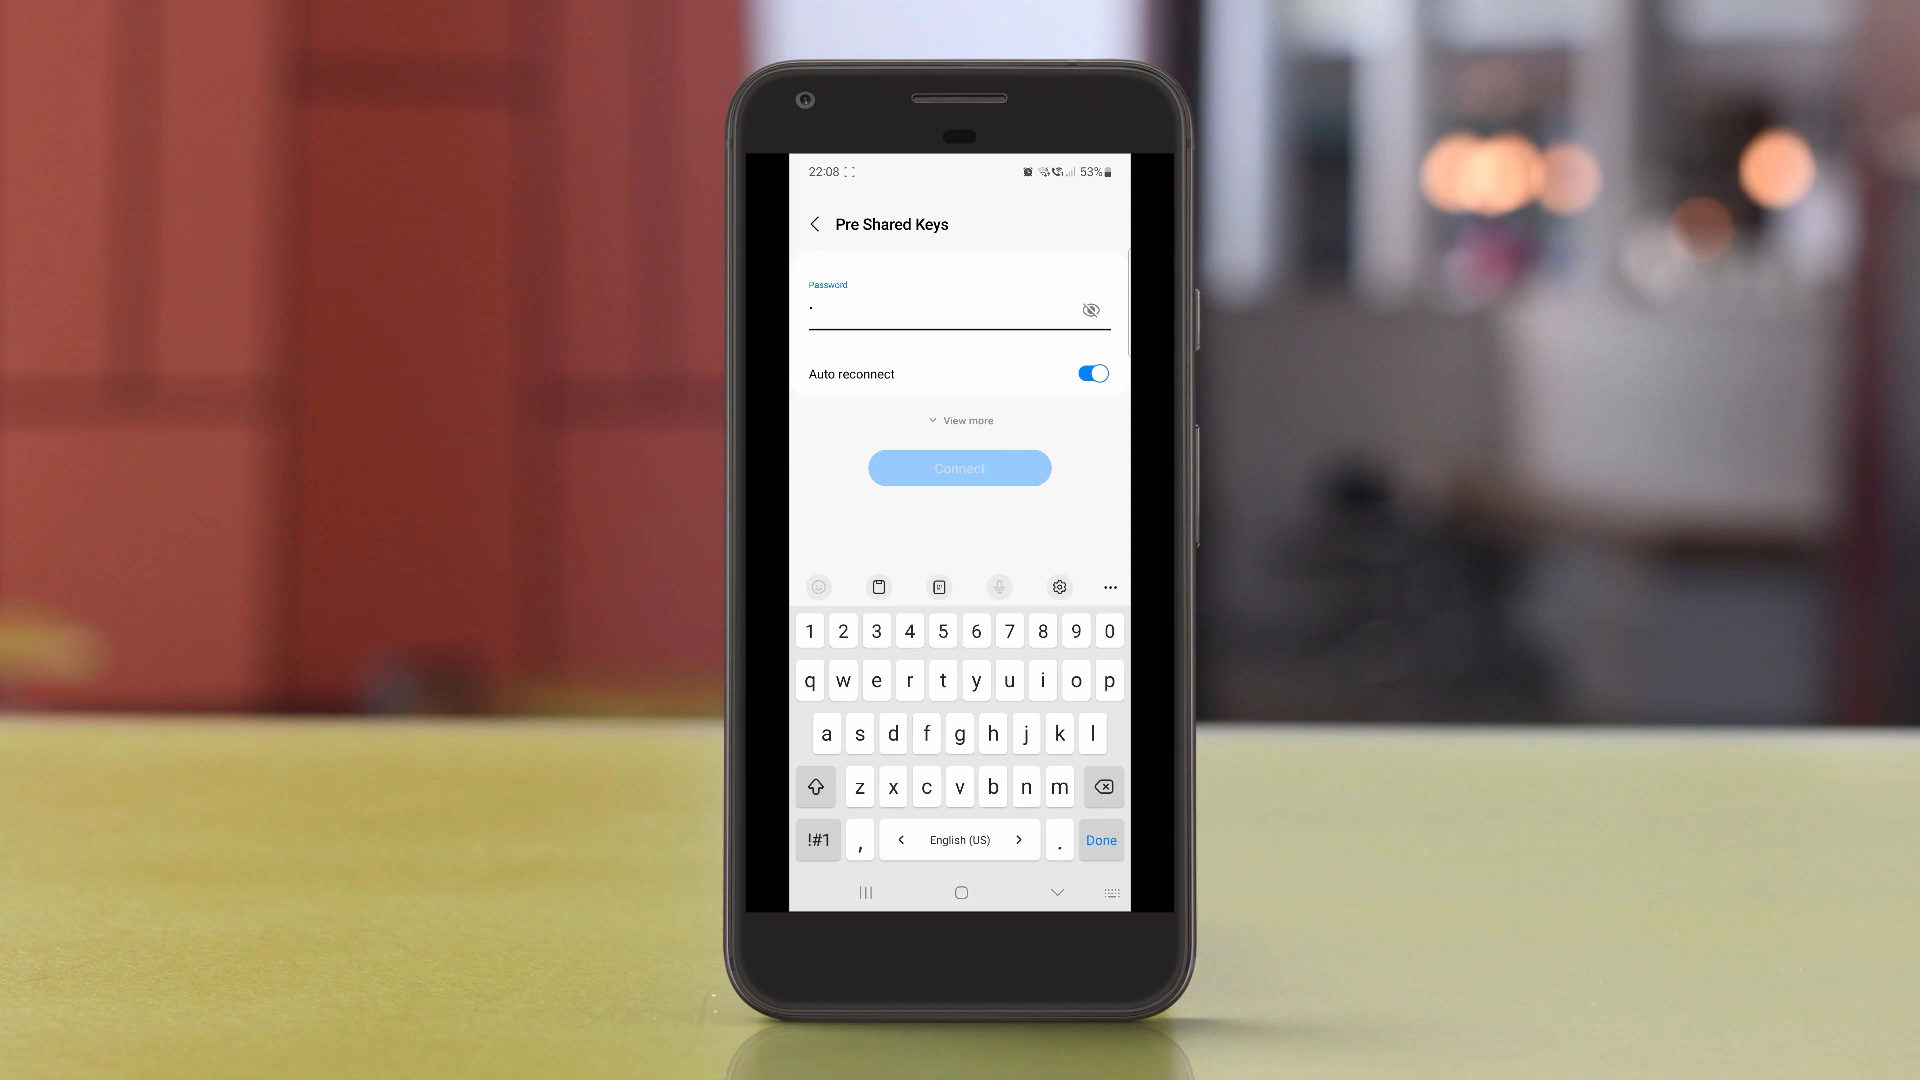 22:08 53%
Pre Shared Keys
Password
Auto reconnect
View more
Connect
1 2 3 4 5 6 7 8 9 0
q w e r t y u i o p
a s d f g h j k l
z x c v b n m
!#1 , English (US) . Done